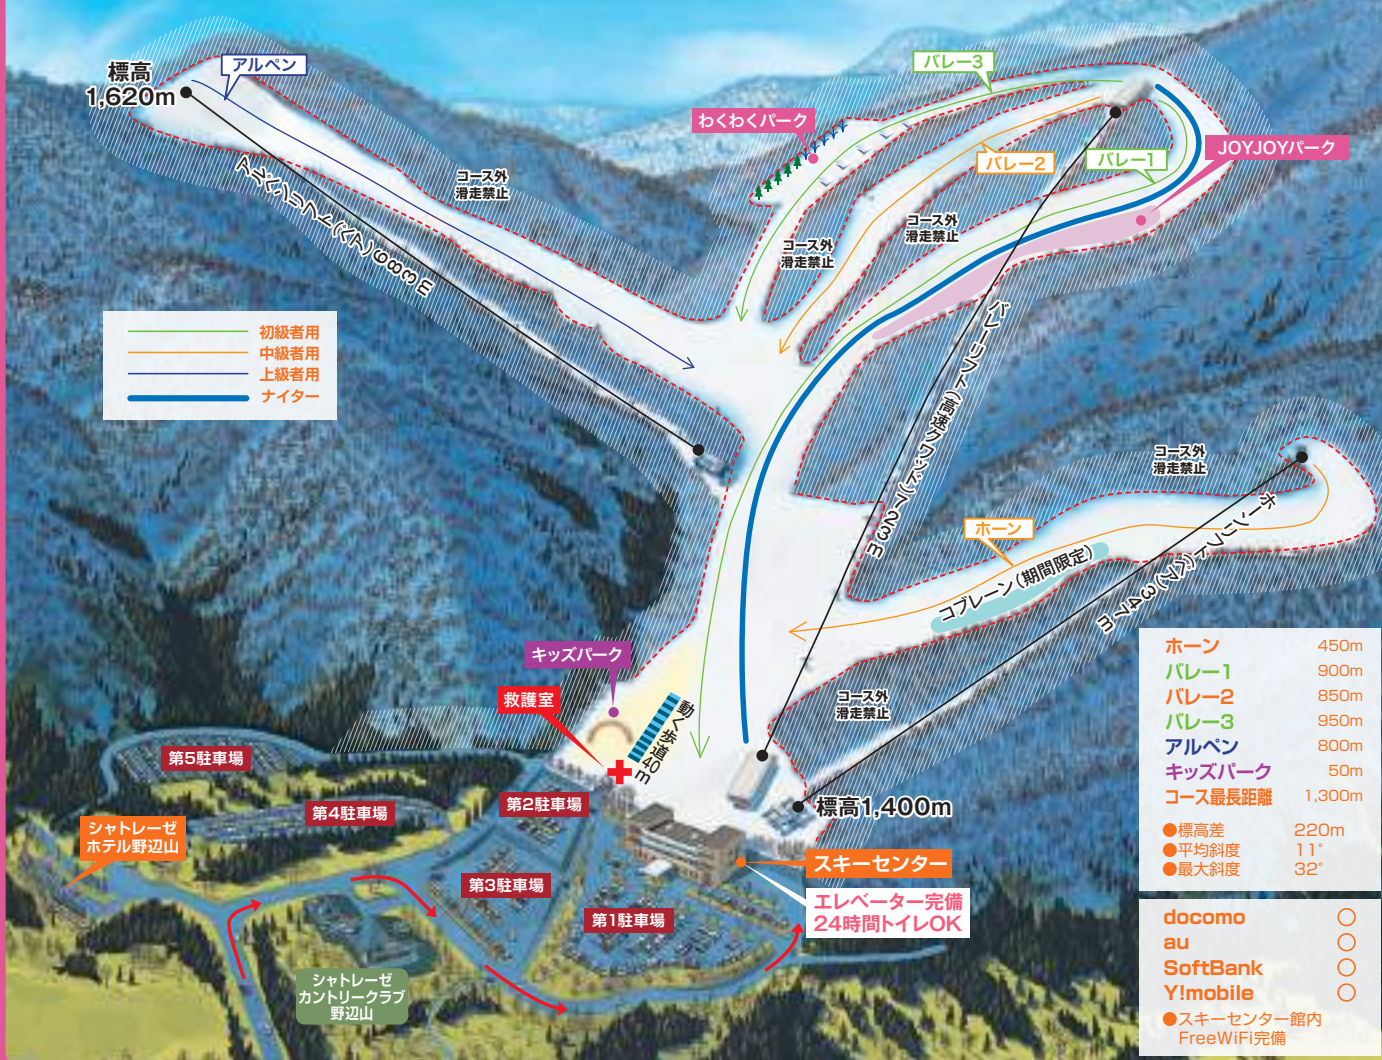 標高
1,620m
アルペン
アルペンリフト(ペア)683m
コース外
滑走禁止
わくわくパーク
バレー3
バレー2
バレー1
JOYJOYパーク
コース外
滑走禁止
コース外
滑走禁止
バレーリフト(高速クワッド)723m
初級者用
中級者用
上級者用
ナイター
コース外
滑走禁止
ホーン
コブレーン(期間限定)
ホーンリフト(ペア)347m
コース外
滑走禁止
キッズパーク
救護室
動く歩道40m
標高1,400m
第5駐車場
第4駐車場
第2駐車場
第3駐車場
第1駐車場
シャトレーゼ
ホテル野辺山
シャトレーゼ
カントリークラブ
野辺山
スキーセンター
エレベーター完備
24時間トイレOK
ホーン 450m
バレー1 900m
バレー2 850m
バレー3 950m
アルペン 800m
キッズパーク 50m
コース最長距離 1,300m
●標高差 220m
●平均斜度 11°
●最大斜度 32°
docomo ○
au ○
SoftBank ○
Y!mobile ○
●スキーセンター館内
FreeWiFi完備